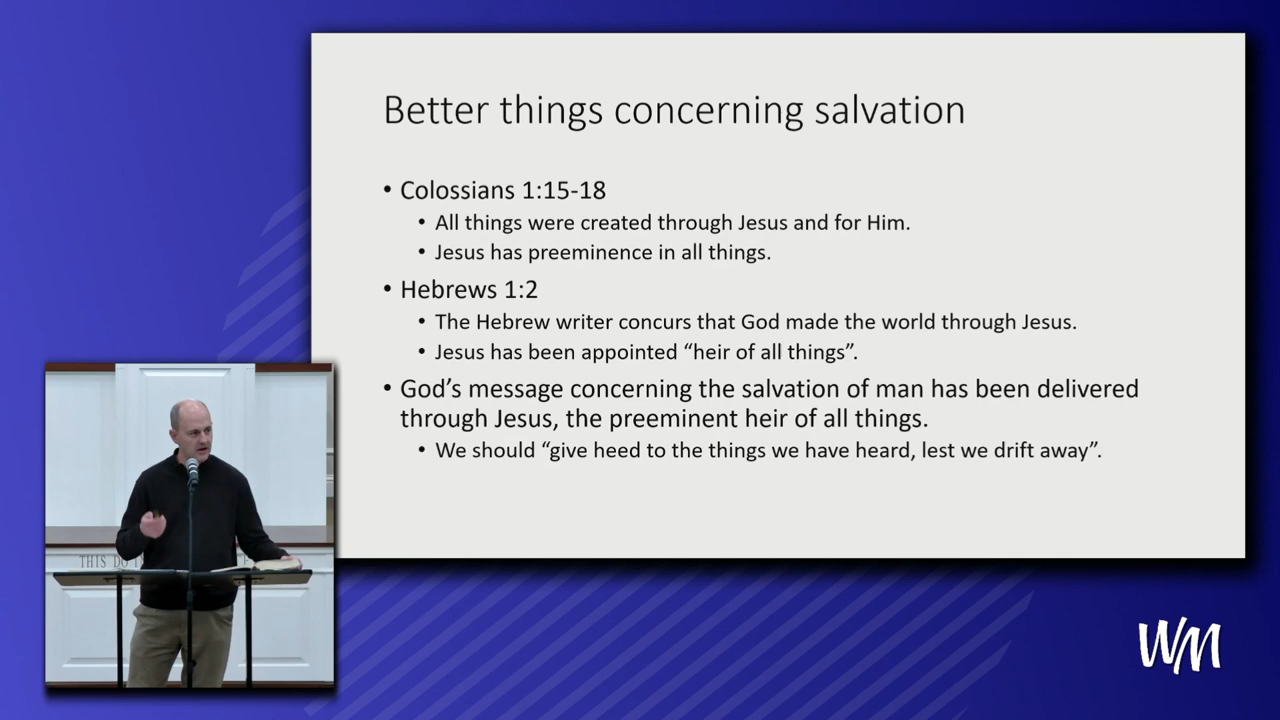 Better things concerning salvation
• Colossians 1:15-18
• All things were created through Jesus and for Him.
• Jesus has preeminence in all things.
• Hebrews 1:2
• The Hebrew writer concurs that God made the world through Jesus.
• Jesus has been appointed “heir of all things”.
• God’s message concerning the salvation of man has been delivered
through Jesus, the preeminent heir of all things.
• We should “give heed to the things we have heard, lest we drift away”.
THIS DO
WM